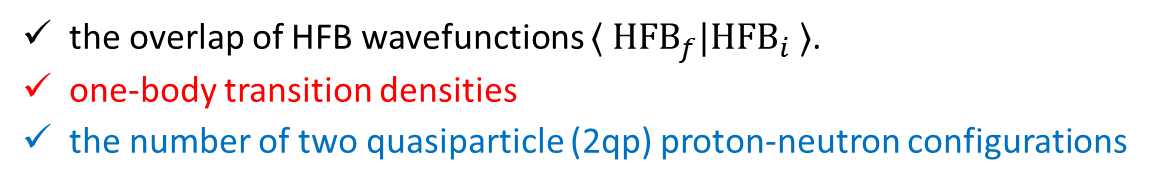 ✓ the overlap of HFB wavefunctions ⟨ HFB_f|HFB_i ⟩.
✓ one-body transition densities
✓ the number of two quasiparticle (2qp) proton-neutron configurations